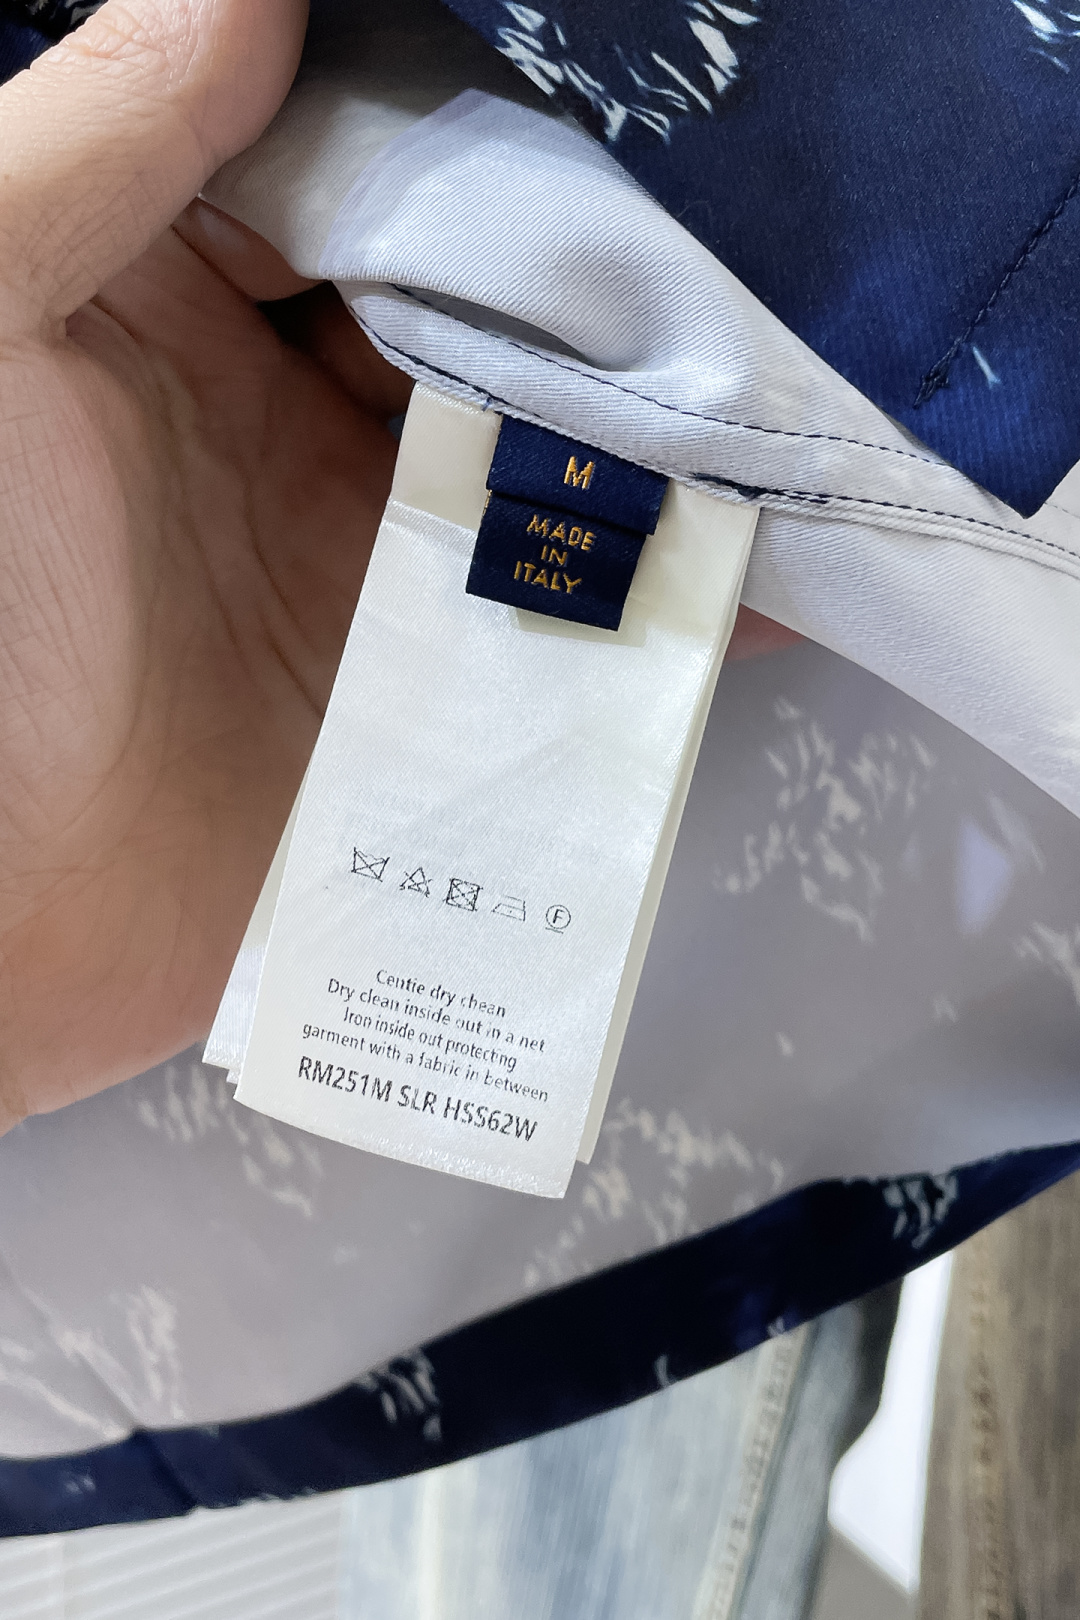 M
MADE
IN
ITALY
F
Centie dry chean
Dry clean inside out in a net
Iron inside out protecting
garment with a fabric in between
RM251M SLR HSS62W